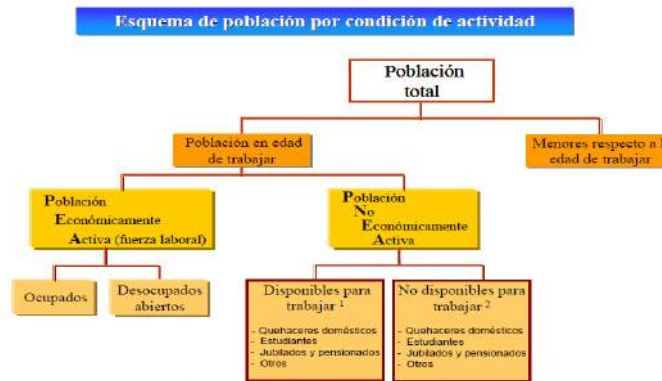 Esquema de población por condición de actividad
Población
total
Población en edad
de trabajar
Menores respecto a l
edad de trabajar
Población
Económicamente
Activa (fuerza laboral)
Población
No
Económicamente
Activa
Ocupados
Desocupados
abiertos
Disponibles para
trabajar 1
- Quehaceres domésticos
- Estudiantes
- Jubilados y pensionados
- Otros
No disponibles para
trabajar 2
- Quehaceres domésticos
- Estudiantes
- Jubilados y pensionados
- Otros